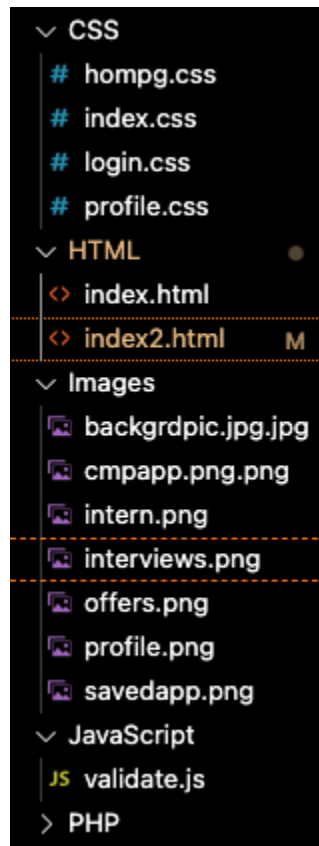 CSS
# hompg.css
# index.css
# login.css
# profile.css
HTML
<> index.html
<> index2.html M
Images
backgrdpic.jpg.jpg
cmpapp.png.png
intern.png
interviews.png
offers.png
profile.png
savedapp.png
JavaScript
JS validate.js
PHP